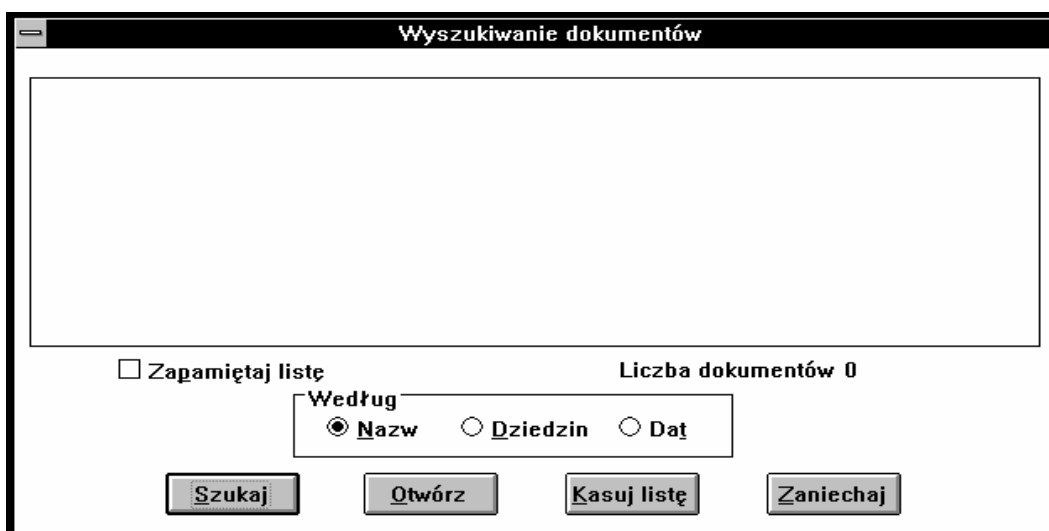 Wyszukiwanie dokumentów
Zapamiętaj listę Liczba dokumentów 0
Według
Nazw Dziedzin Dat
Szukaj Otwórz Kasuj listę Zaniechaj